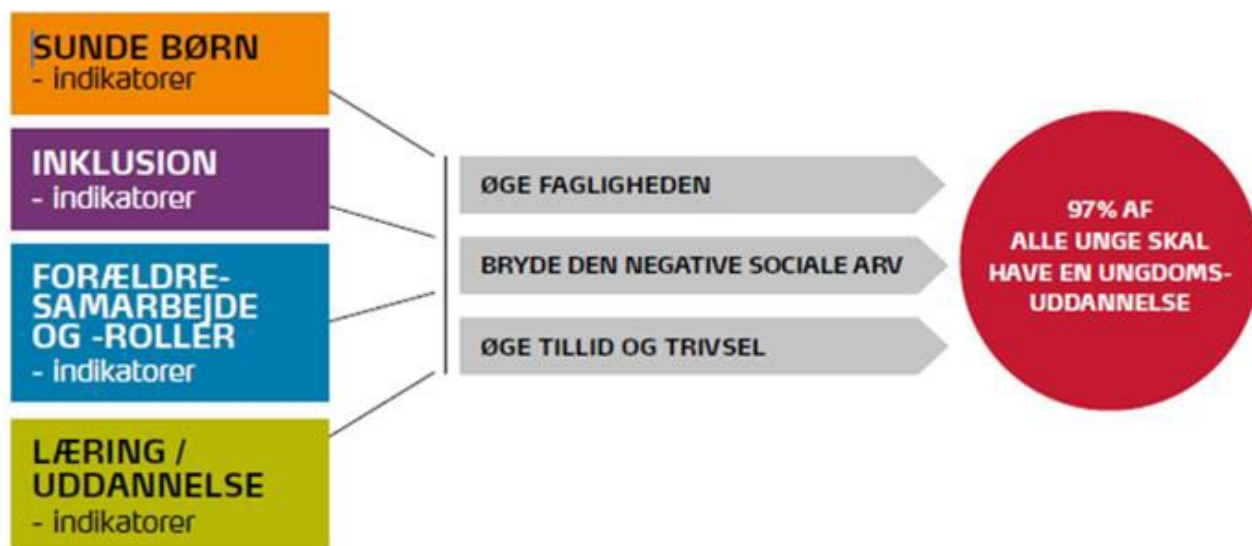 SUNDE BØRN
- indikatorer
INKLUSION
- indikatorer
FORÆLDRE-
SAMARBEJDE
OG -ROLLER
- indikatorer
LÆRING /
UDDANNELSE
- indikatorer
ØGE FAGLIGHEDEN
BRYDE DEN NEGATIVE SOCIALE ARV
ØGE TILLID OG TRIVSEL
97% AF
ALLE UNGE SKAL
HAVE EN UNGDOMS-
UDDANNELSE